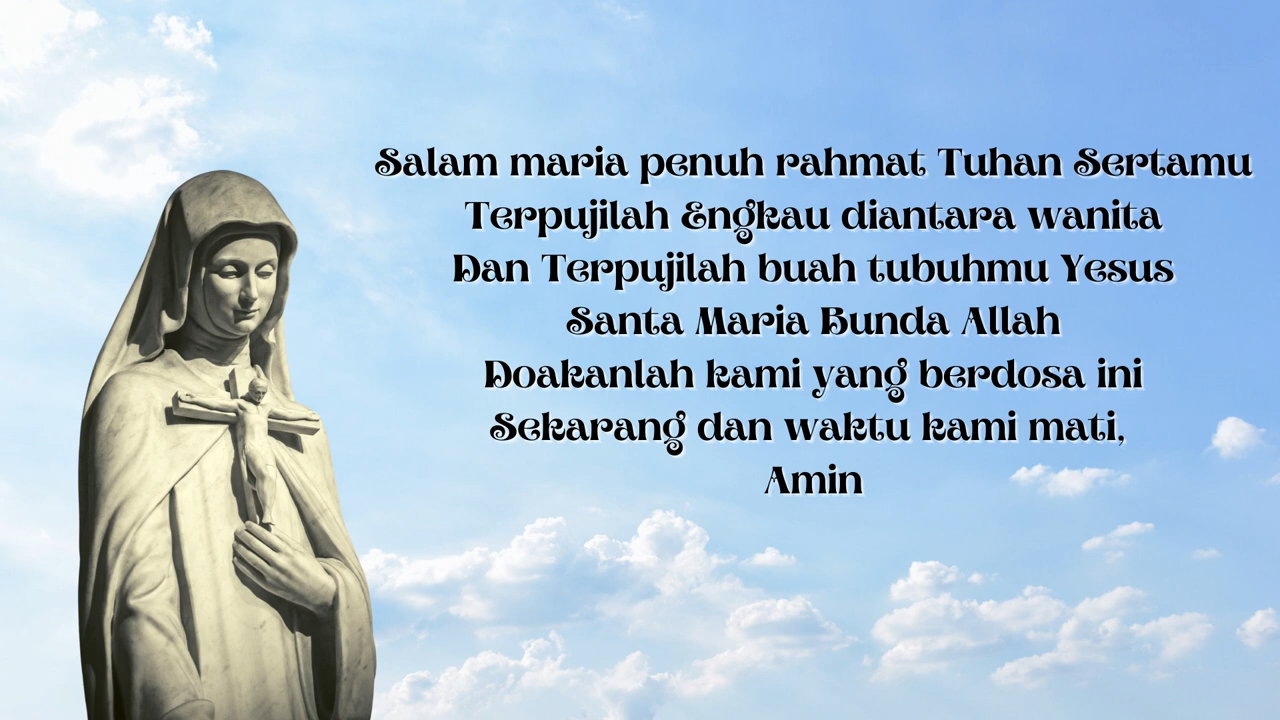 Salam maria penuh rahmat Tuhan Sertamu
Terpujilah Engkau diantara wanita
Dan Terpujilah buah tubuhmu Yesus
Santa Maria Bunda Allah
Doakanlah kami yang berdosa ini
Sekarang dan waktu kami mati,
Amin